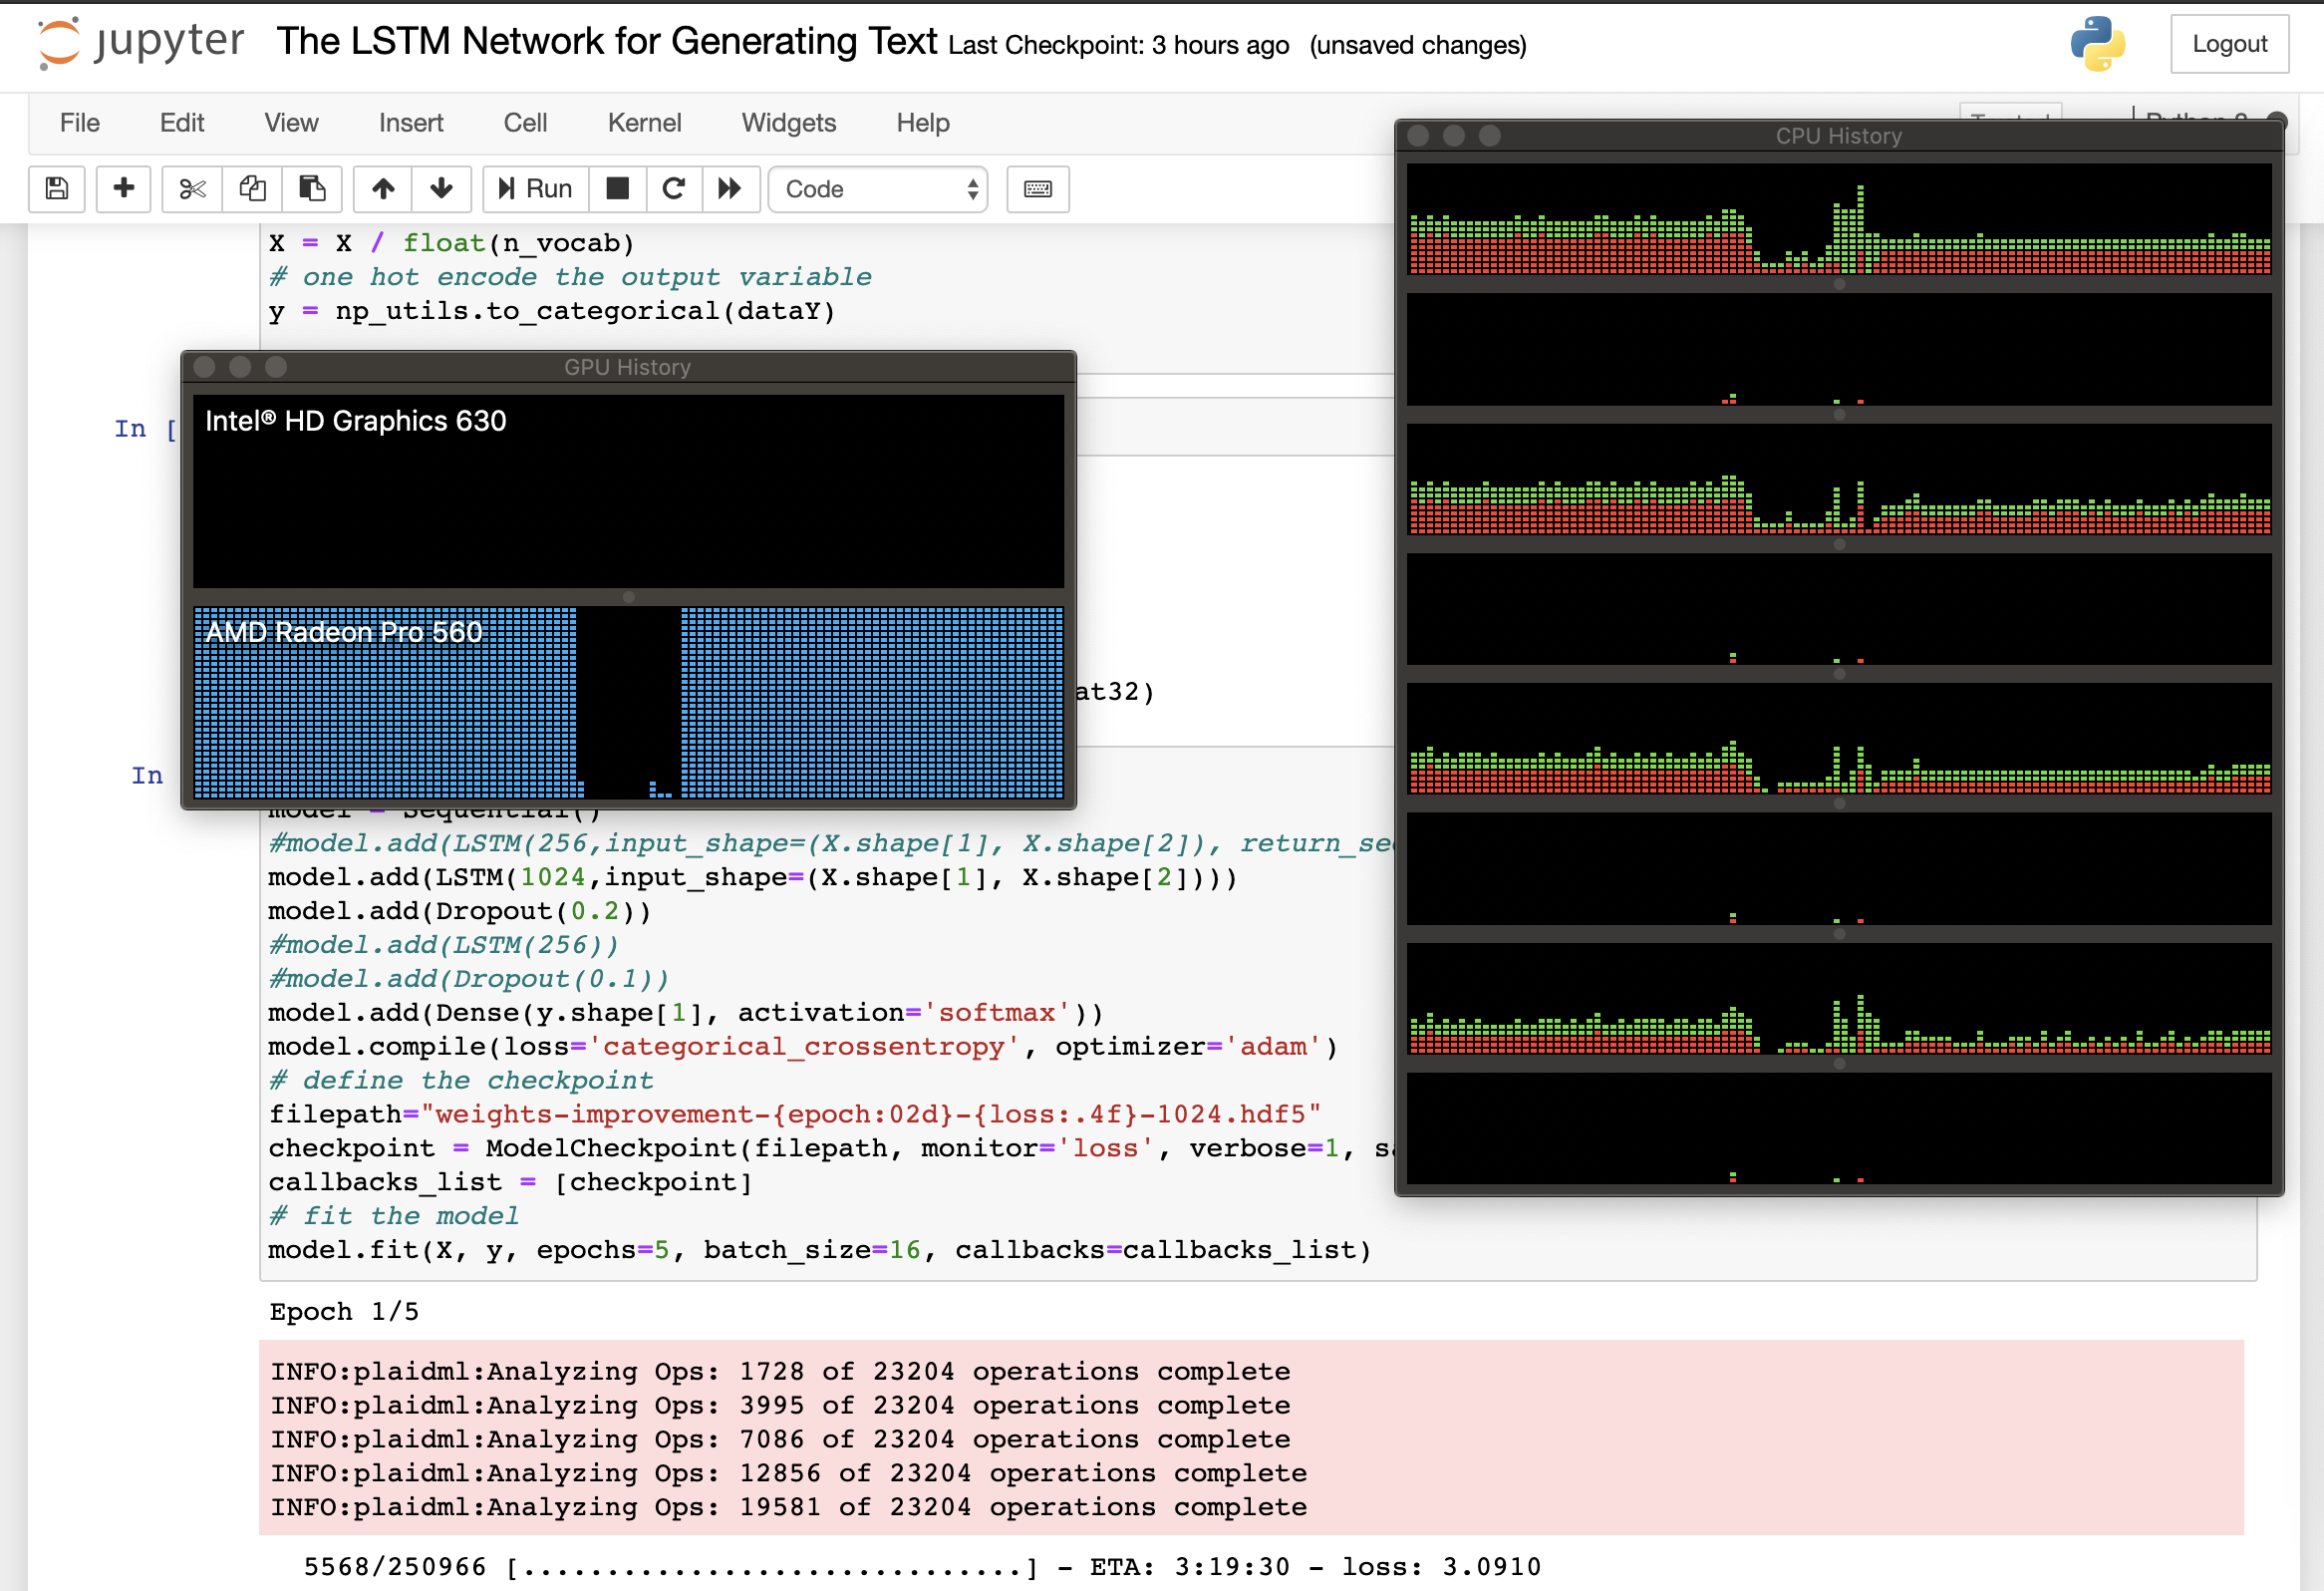 jupyter The LSTM Network for Generating Text Last Checkpoint: 3 hours ago (unsaved changes)
Logout
File Edit View Insert Cell Kernel Widgets Help
Run Code
CPU History
X = X / float(n_vocab)
# one hot encode the output variable
y = np_utils.to_categorical(dataY)
GPU History
In [
Intel® HD Graphics 630
AMD Radeon Pro 560
at32)
In
model = Sequential()
#model.add(LSTM(256,input_shape=(X.shape[1], X.shape[2]), return_se
model.add(LSTM(1024,input_shape=(X.shape[1], X.shape[2])))
model.add(Dropout(0.2))
#model.add(LSTM(256))
#model.add(Dropout(0.1))
model.add(Dense(y.shape[1], activation='softmax'))
model.compile(loss='categorical_crossentropy', optimizer='adam')
# define the checkpoint
filepath="weights-improvement-{epoch:02d}-{loss:.4f}-1024.hdf5"
checkpoint = ModelCheckpoint(filepath, monitor='loss', verbose=1, sa
callbacks_list = [checkpoint]
# fit the model
model.fit(X, y, epochs=5, batch_size=16, callbacks=callbacks_list)
Epoch 1/5
INFO:plaidml:Analyzing Ops: 1728 of 23204 operations complete
INFO:plaidml:Analyzing Ops: 3995 of 23204 operations complete
INFO:plaidml:Analyzing Ops: 7086 of 23204 operations complete
INFO:plaidml:Analyzing Ops: 12856 of 23204 operations complete
INFO:plaidml:Analyzing Ops: 19581 of 23204 operations complete
5568/250966 [..............................] - ETA: 3:19:30 - loss: 3.0910